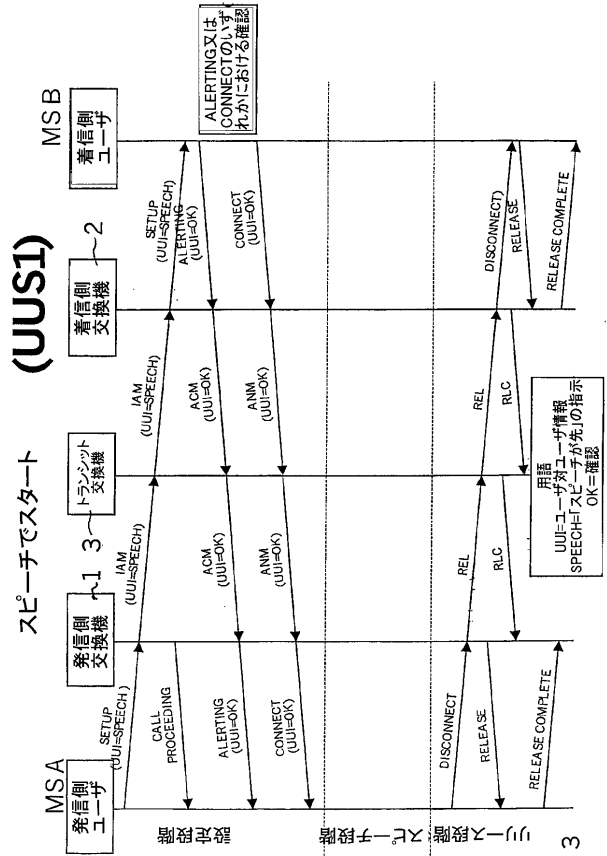 スピーチでスタート (UUS1)
MSA
発信側
ユーザ
発信側
交換機
1
3
トランシット
交換機
着信側
交換機
2
MSB
着信側
ユーザ
ALERTING又は
CONNECTのいず
れかにおける確認
設定段階
SETUP
(UUI=SPEECH)
IAM
(UUI=SPEECH)
IAM
(UUI=SPEECH)
SETUP
(UUI=SPEECH)
CALL
PROCEEDING
ALERTING
(UUI=OK)
ACM
(UUI=OK)
ACM
(UUI=OK)
ALERTING
(UUI=OK)
CONNECT
(UUI=OK)
ANM
(UUI=OK)
ANM
(UUI=OK)
CONNECT
(UUI=OK)
スピーチ段階
リリース段階
DISCONNECT
REL
REL
DISCONNECT)
RELEASE
RLC
RLC
RELEASE
RELEASE COMPLETE
RELEASE COMPLETE
用語
UUI=ユーザ対ユーザ情報
SPEECH=「スピーチが先」の指示
OK=確認
3